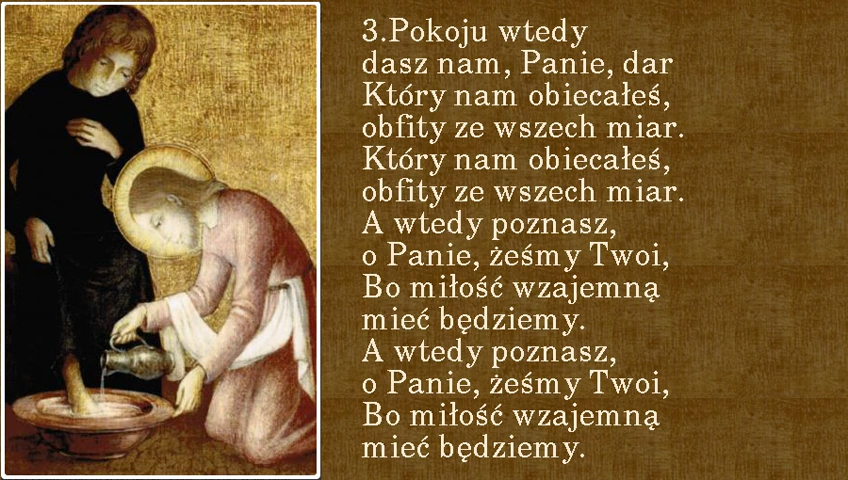 3.Pokoju wtedy
dasz nam, Panie, dar
Który nam obiecałeś,
obfity ze wszech miar.
Który nam obiecałeś,
obfity ze wszech miar.
A wtedy poznasz,
o Panie, żeśmy Twoi,
Bo miłość wzajemną
mieć będziemy.
A wtedy poznasz,
o Panie, żeśmy Twoi,
Bo miłość wzajemną
mieć będziemy.